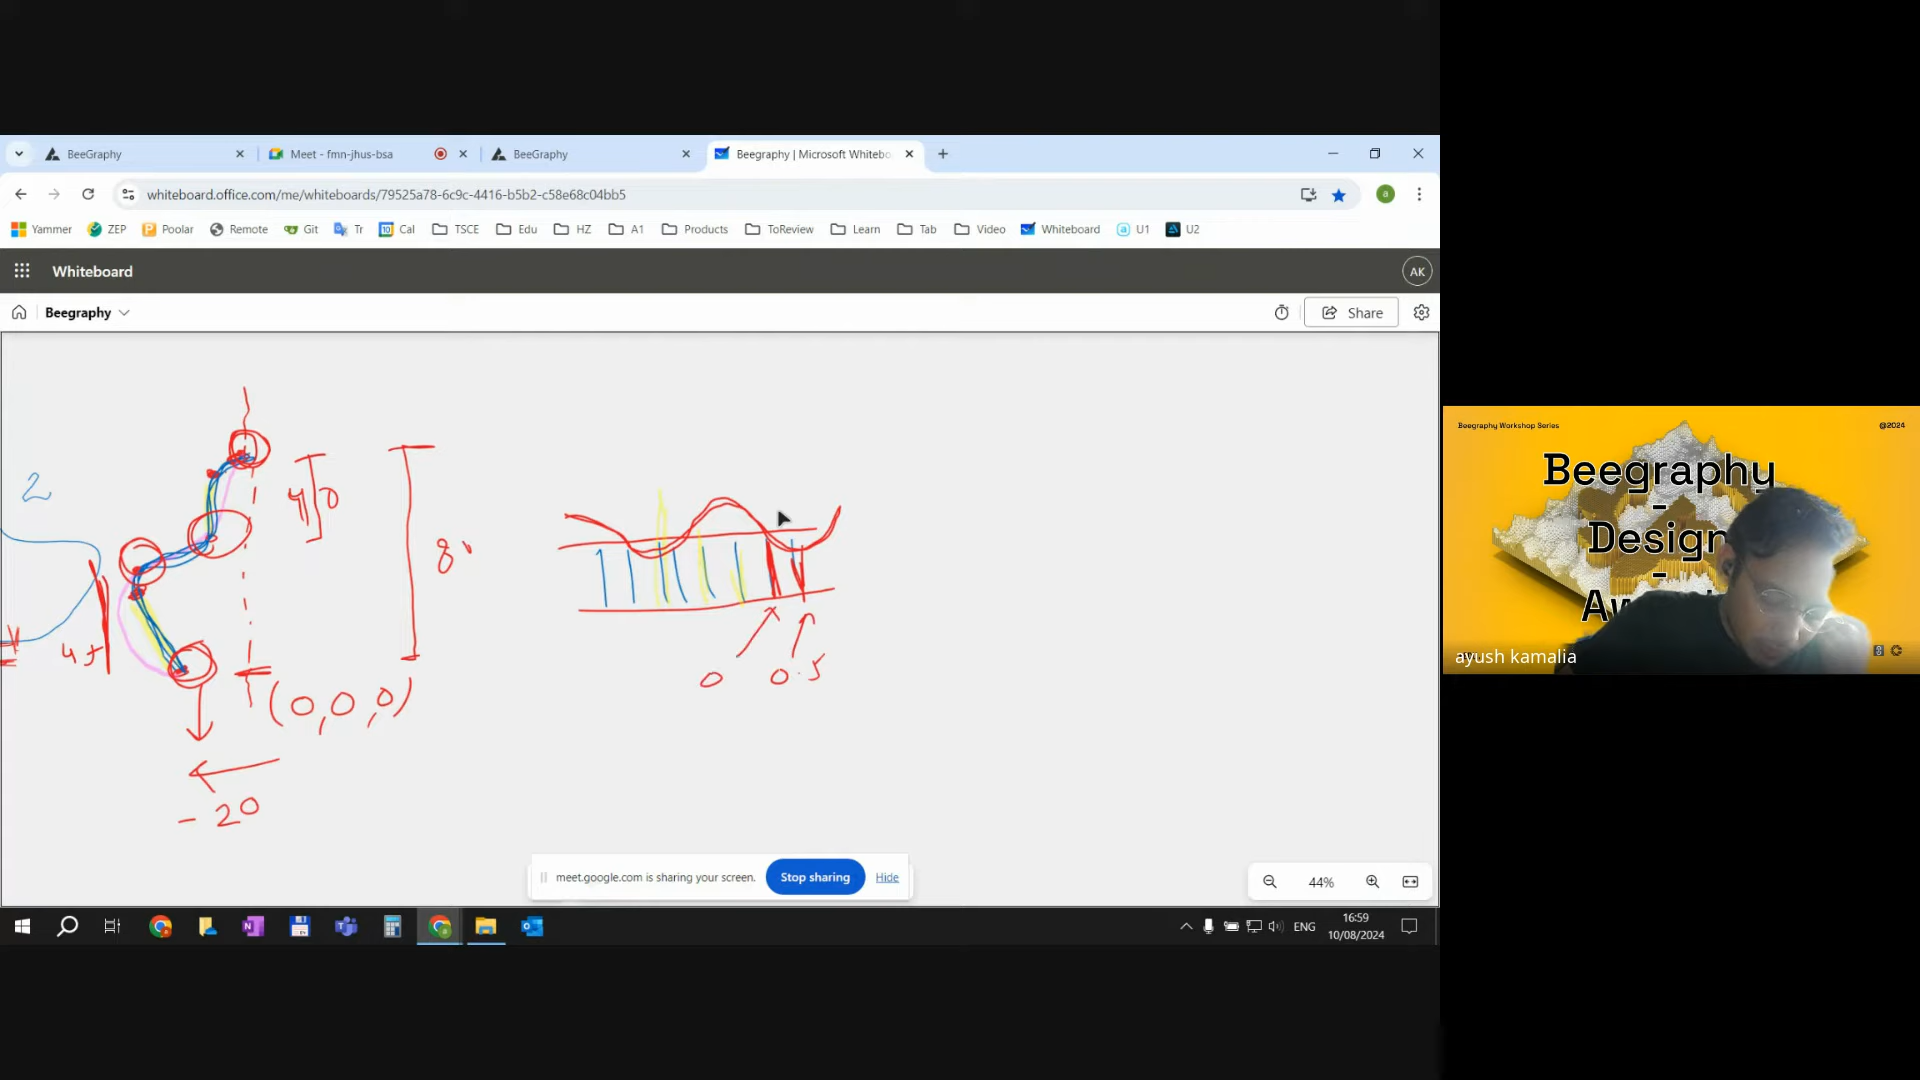 BeeGraphy
Meet - fmn-jhus-bsa
BeeGraphy
Beegraphy | Microsoft Whitebo
whiteboard.office.com/me/whiteboards/79525a78-6c9c-4416-b5b2-c58e68c04bb5
a
Yammer
ZEP
Poolar
Remote
Git
Tr
Cal
TSCE
Edu
HZ
A1
Products
ToReview
Learn
Tab
Video
Whiteboard
U1
U2
Whiteboard
AK
Beegraphy
Share
2
40
8
4
(0,0,0)
- 20
0
0.5
meet.google.com is sharing your screen.
Stop sharing
Hide
44%
ENG
16:59
10/08/2024
Beegraphy Workshop Series
@2024
Beegraphy
-
Design
-
Aw
ayush kamalia